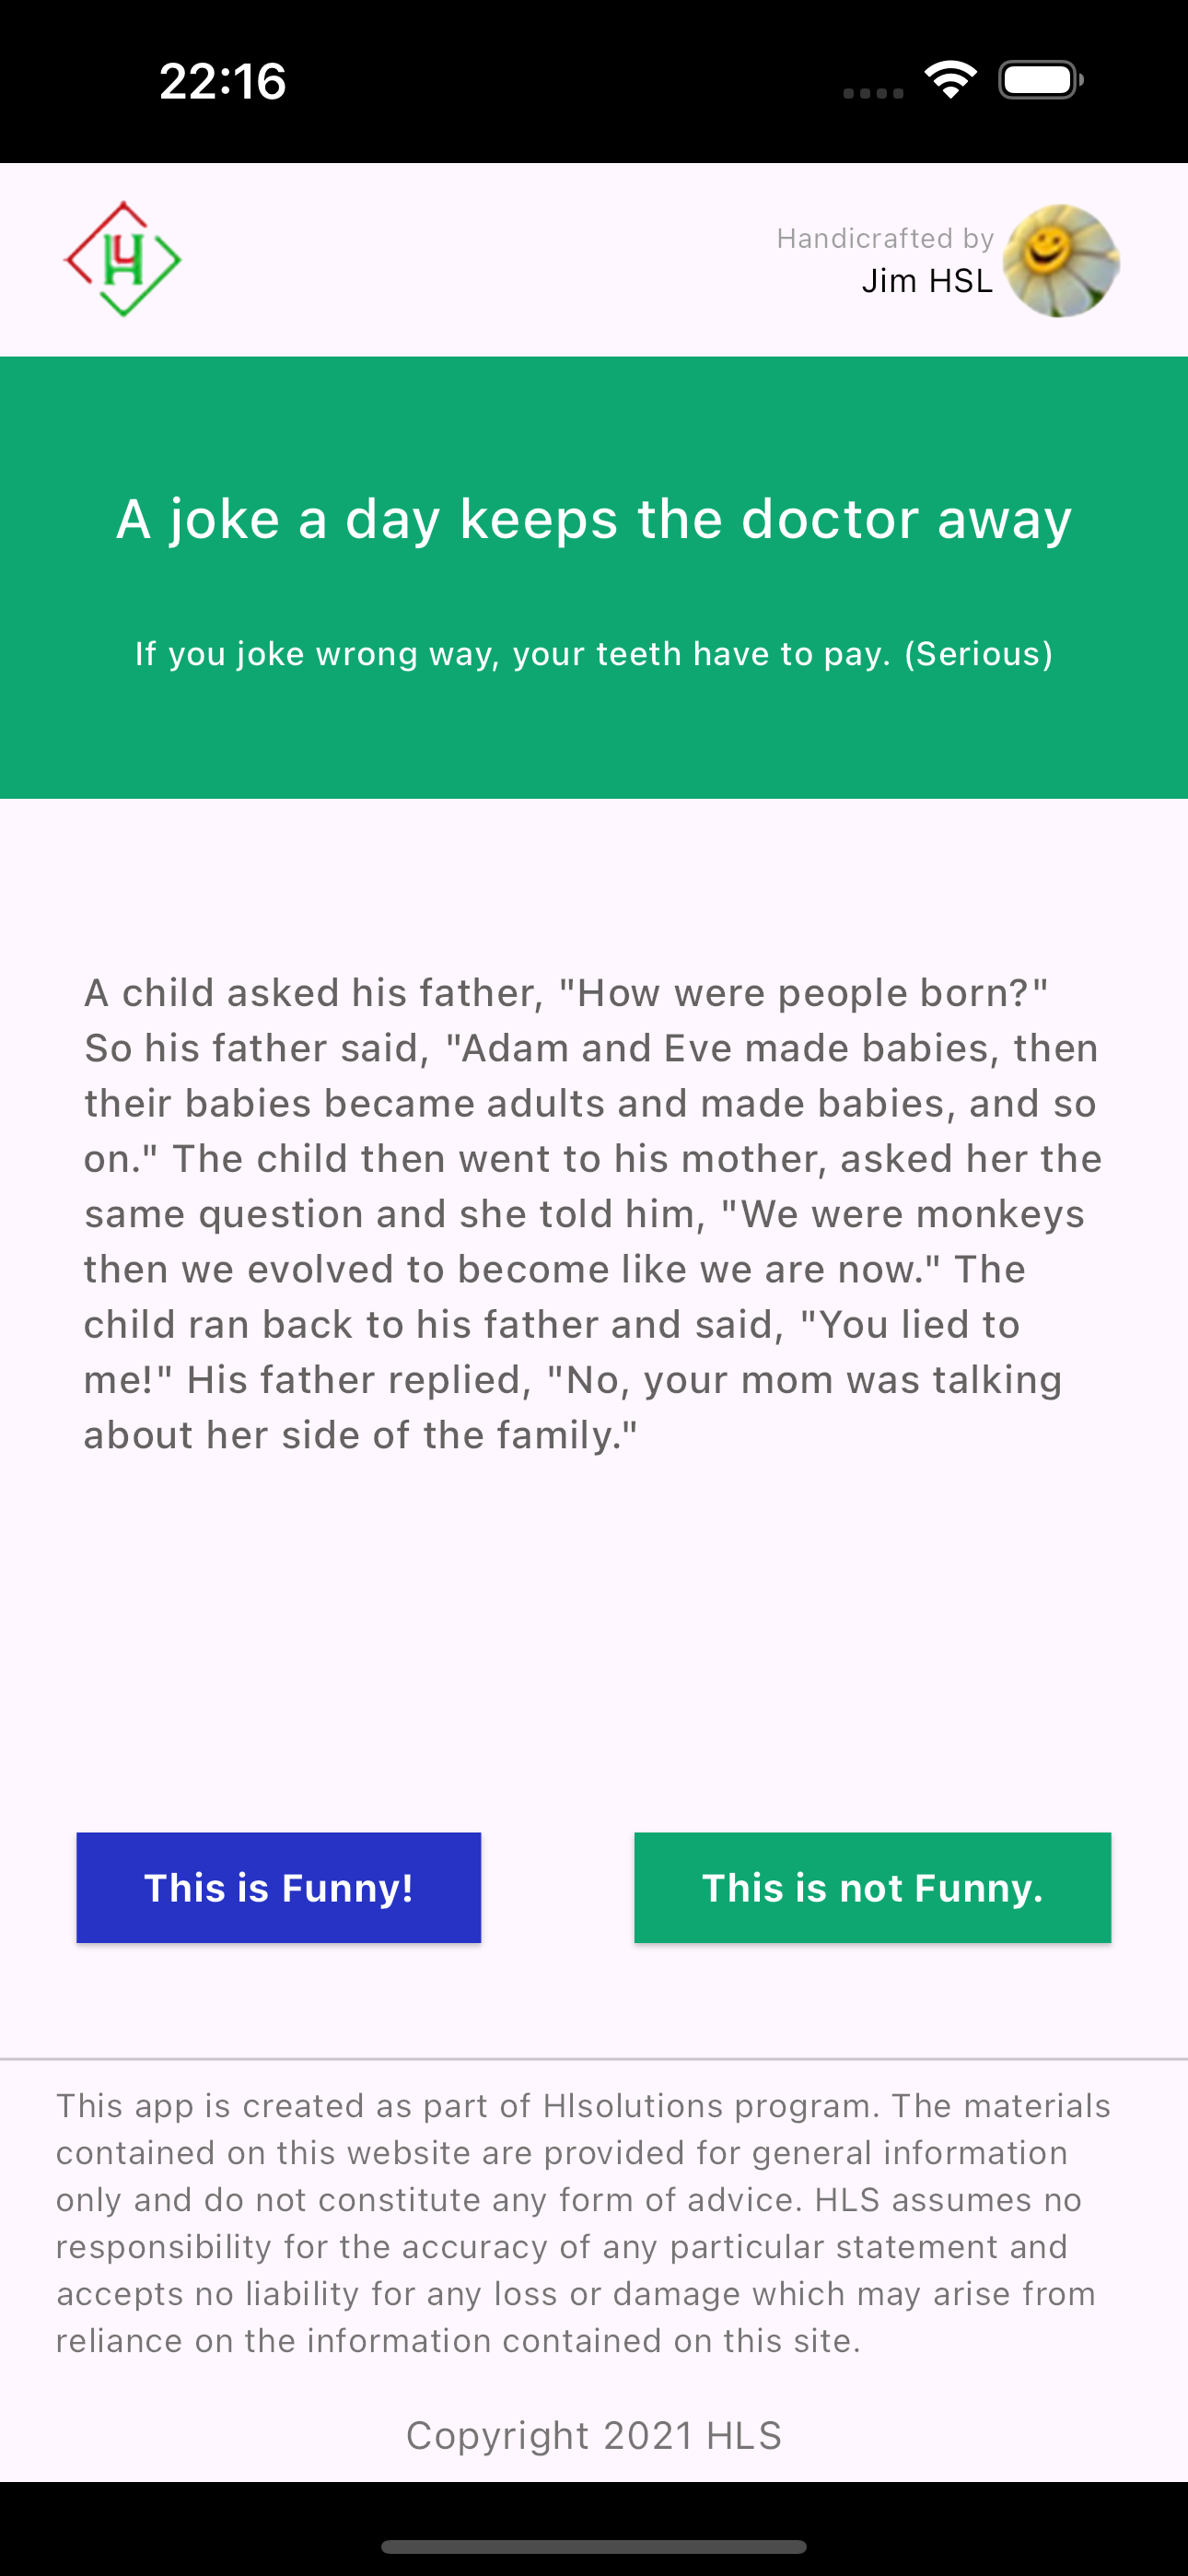 22:16
Handicrafted by
Jim HSL
A joke a day keeps the doctor away
If you joke wrong way, your teeth have to pay. (Serious)
A child asked his father, "How were people born?"
So his father said, "Adam and Eve made babies, then
their babies became adults and made babies, and so
on." The child then went to his mother, asked her the
same question and she told him, "We were monkeys
then we evolved to become like we are now." The
child ran back to his father and said, "You lied to
me!" His father replied, "No, your mom was talking
about her side of the family."
This is Funny!
This is not Funny.
This app is created as part of Hlsolutions program. The materials
contained on this website are provided for general information
only and do not constitute any form of advice. HLS assumes no
responsibility for the accuracy of any particular statement and
accepts no liability for any loss or damage which may arise from
reliance on the information contained on this site.
Copyright 2021 HLS